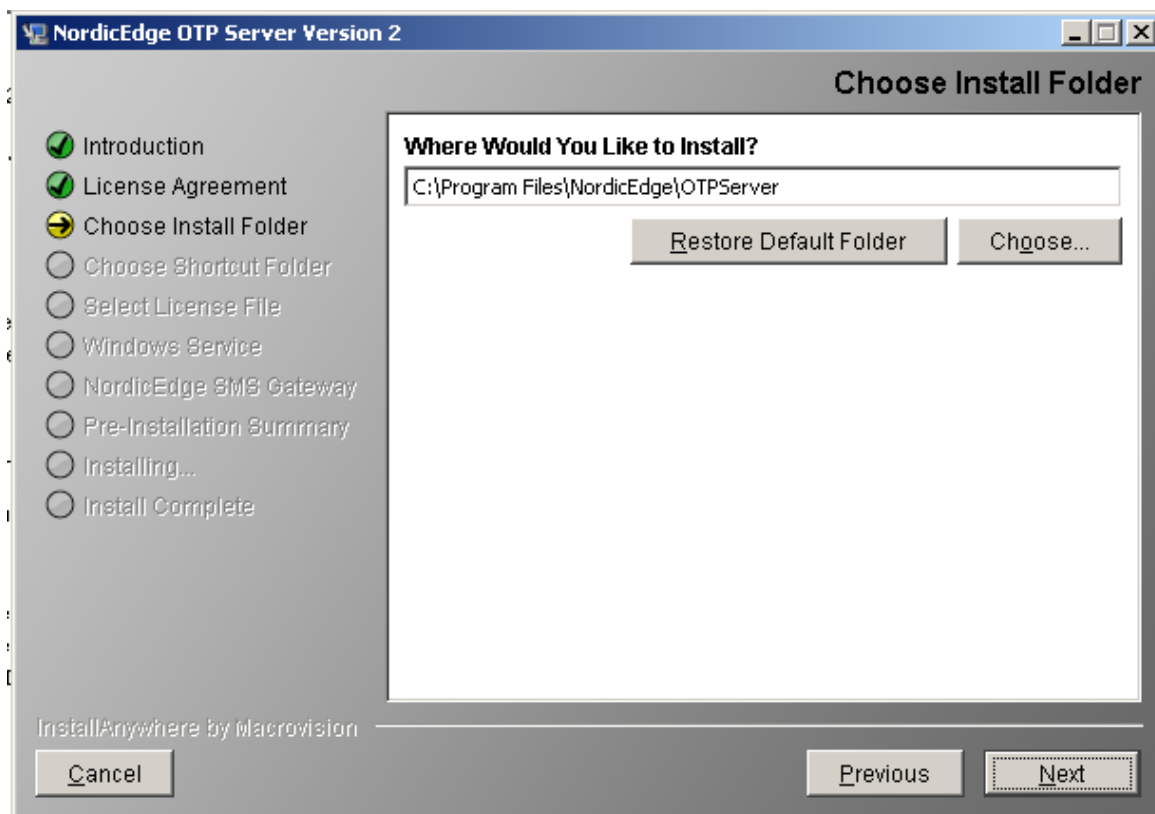 NordicEdge OTP Server Version 2
Choose Install Folder
Introduction
License Agreement
Choose Install Folder
Choose Shortcut Folder
Select License File
Windows Service
NordicEdge SMS Gateway
Pre-Installation Summary
Installing...
Install Complete
Where Would You Like to Install?
C:\Program Files\NordicEdge\OTPServer
Restore Default Folder
Choose...
InstallAnywhere by Macrovision
Cancel
Previous
Next